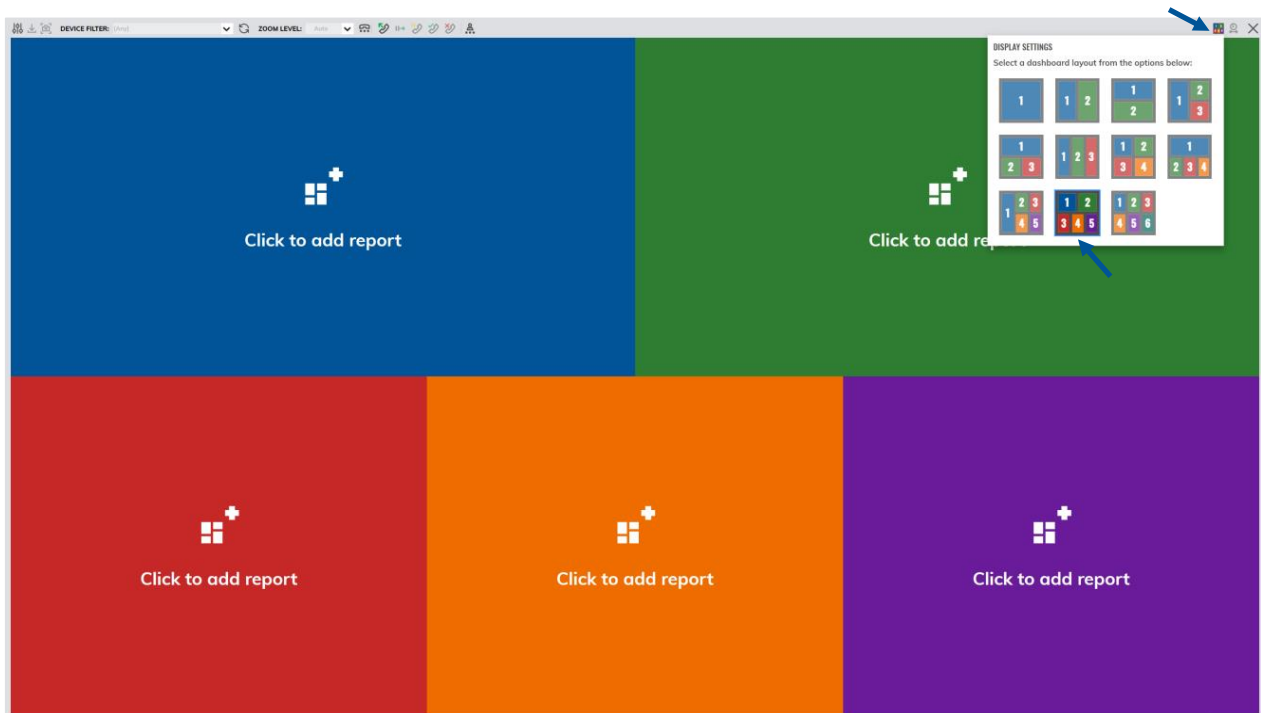 DEVICE FILTER: (Any) ZOOM LEVEL: Auto
DISPLAY SETTINGS
Select a dashboard layout from the options below:
1 1 2 1 2 1 2 3
1 2 3 1 2 3 1 2 3 4 1 2 3 4
1 2 3 4 5 1 2 3 4 5 1 2 3 4 5 6
Click to add report
Click to add re
Click to add report
Click to add report
Click to add report